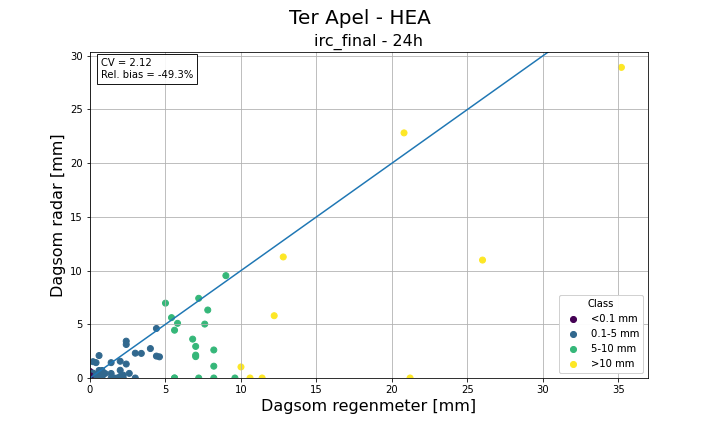 Ter Apel - HEA
irc_final - 24h
CV = 2.12
Rel. bias = -49.3%
Dagsom radar [mm]
30
25
20
15
10
5
0
0
5
10
15
20
25
30
35
Dagsom regenmeter [mm]
Class
<0.1 mm
0.1-5 mm
5-10 mm
>10 mm